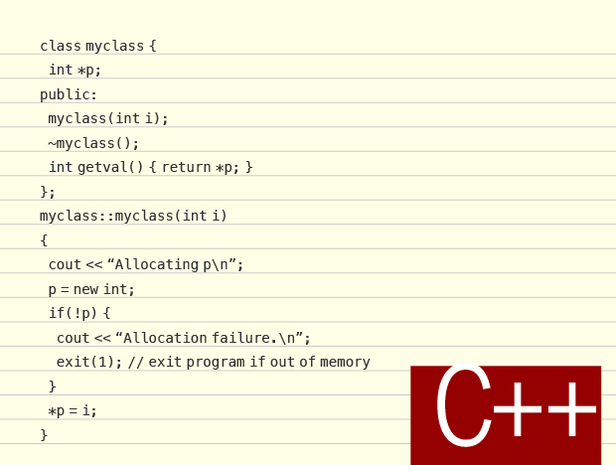 class myclass {
int *p;
public:
myclass(int i);
~myclass();
int getval() { return *p; }
};
myclass::myclass(int i)
{
cout << “Allocating p\n”;
p = new int;
if(!p) {
cout << “Allocation failure.\n”;
exit(1); // exit program if out of memory
}
*p = i;
}
C++